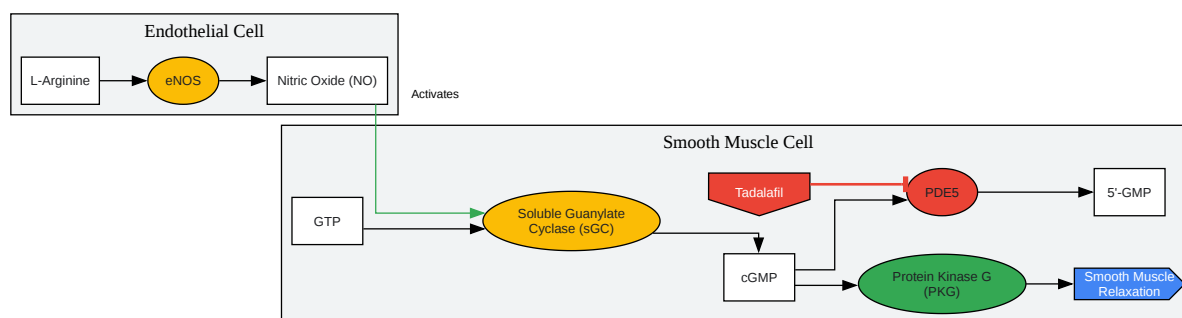 Endothelial Cell
L-Arginine
eNOS
Nitric Oxide (NO)
Activates
Smooth Muscle Cell
Tadalafil
PDE5
5'-GMP
GTP
Soluble Guanylate
Cyclase (sGC)
cGMP
Protein Kinase G
(PKG)
Smooth Muscle
Relaxation